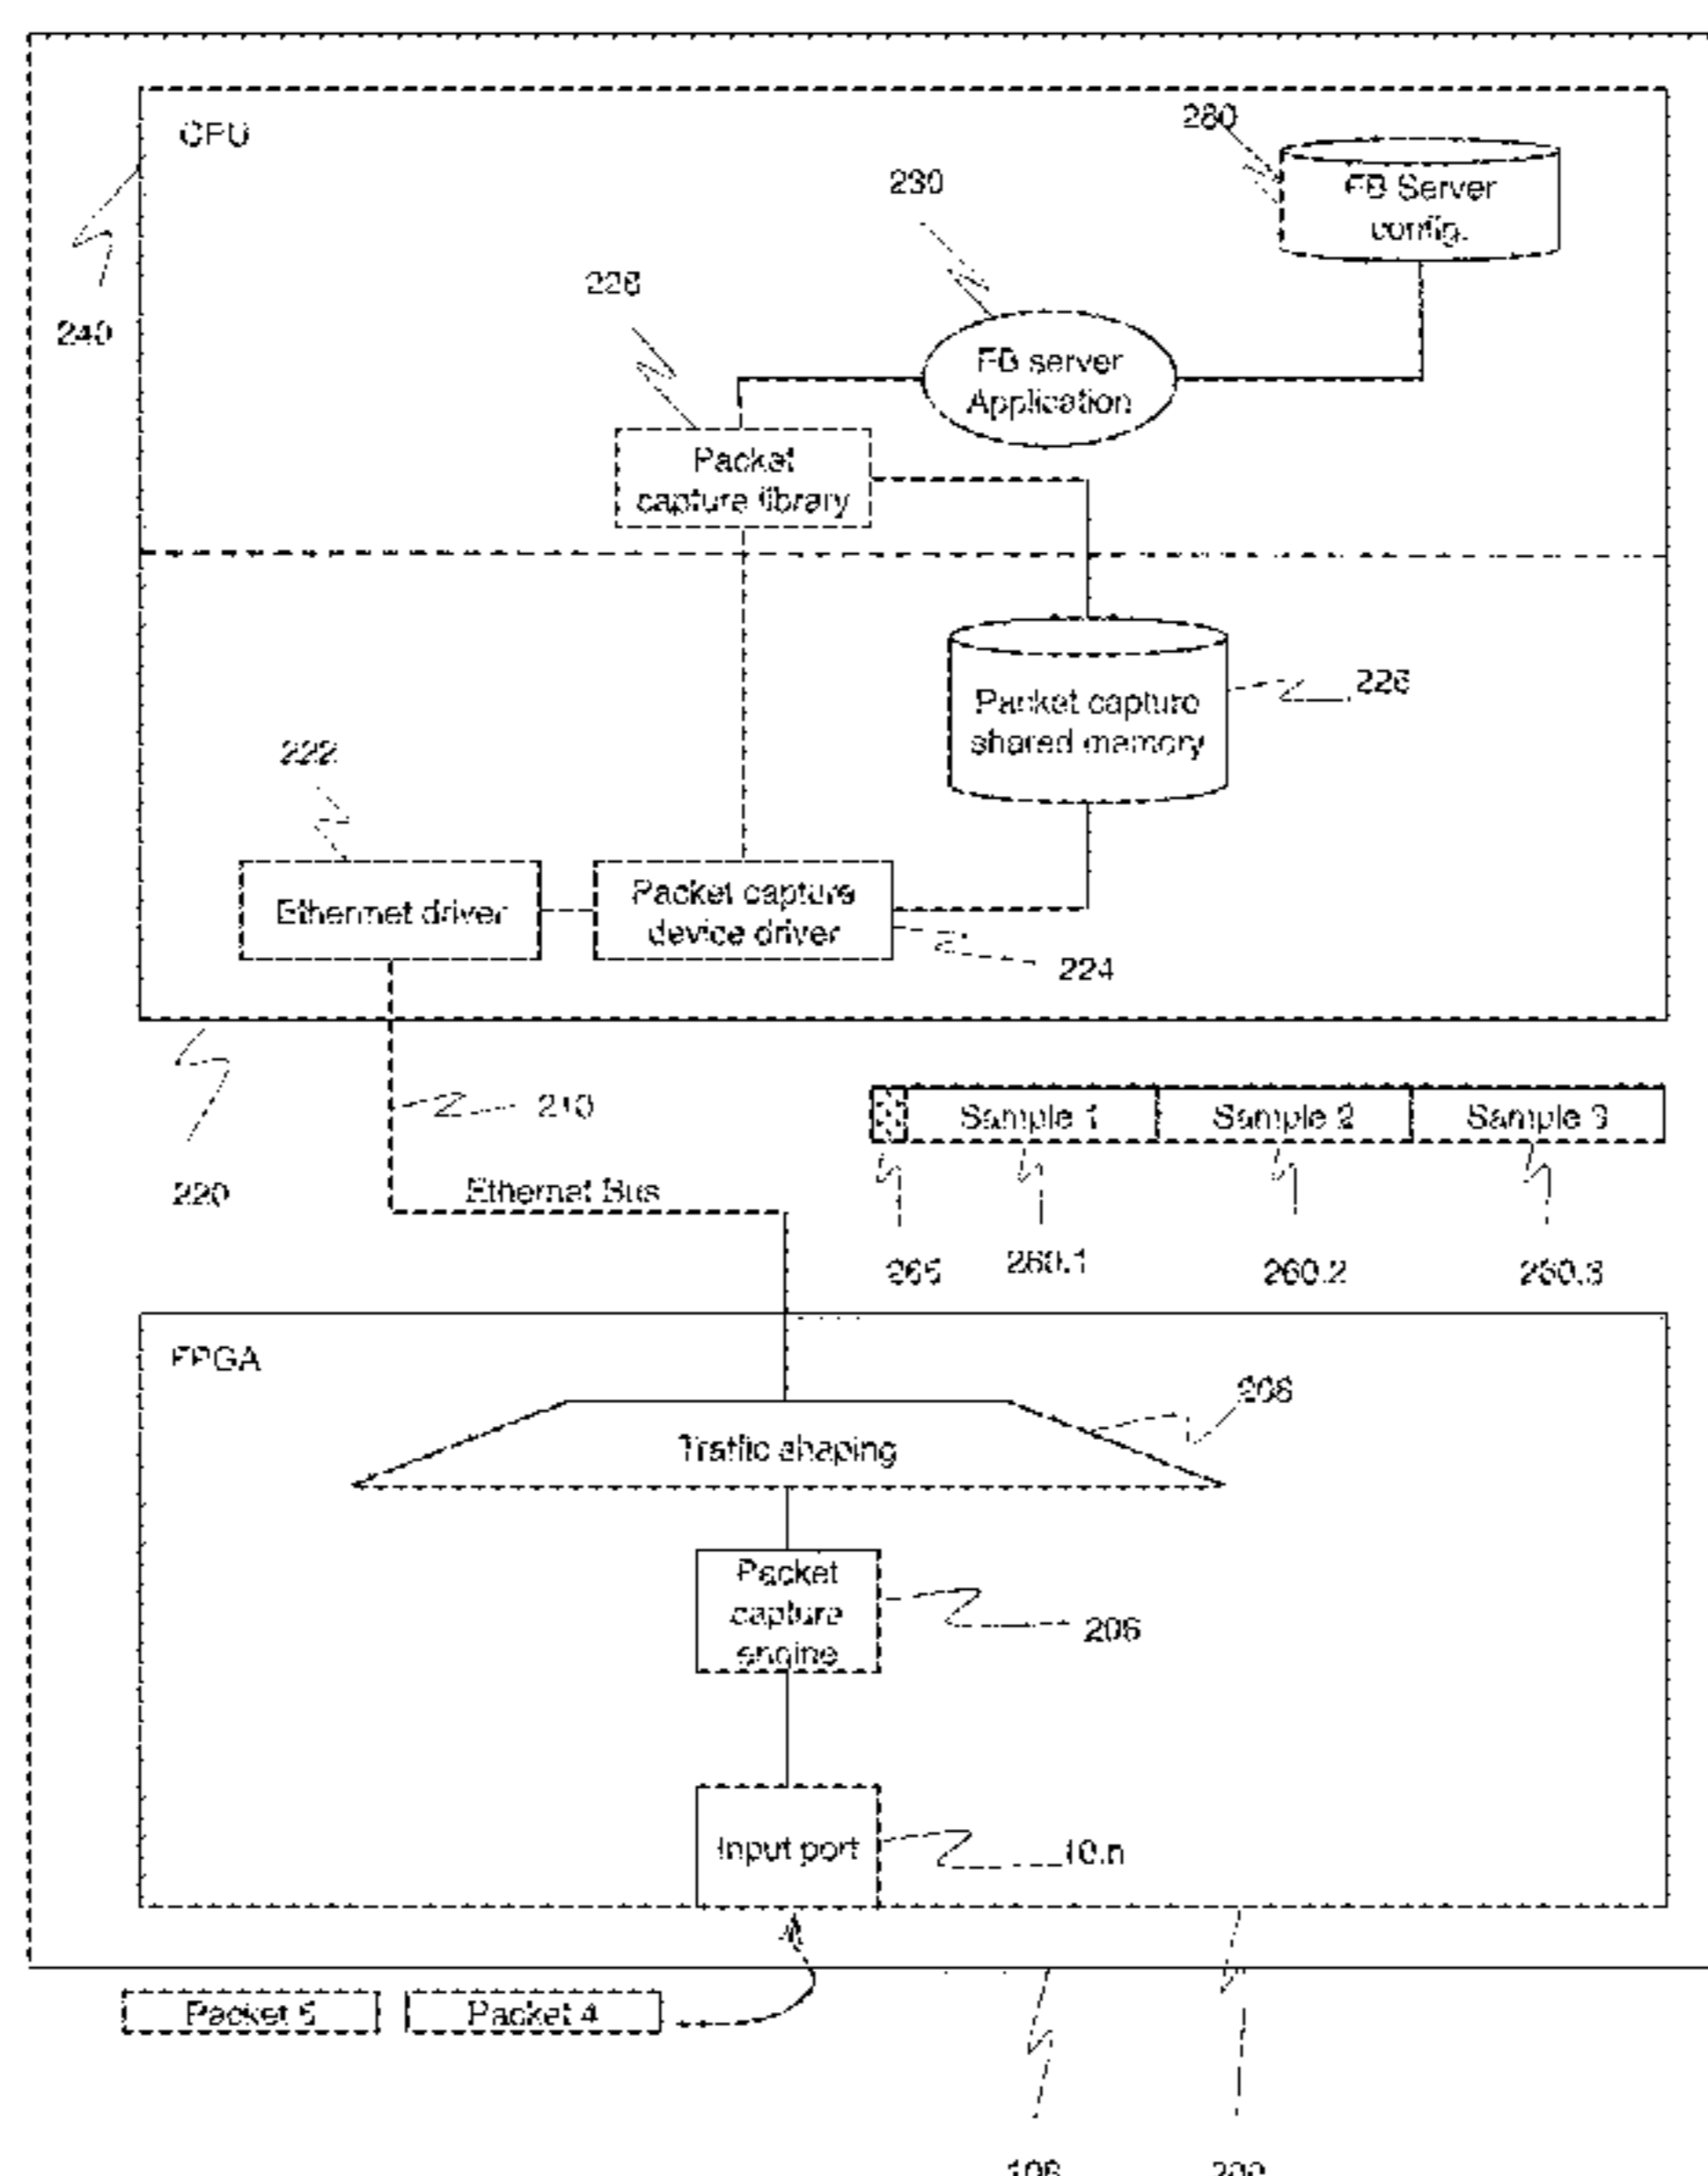 CPU
280
FB Server
config.
230
226
240
FB server
Application
Packet
capture library
Packet capture
shared memory
222
Ethernet driver
Packet capture
device driver
224
210
Sample 1
Sample 2
Sample 3
220
Ethernet Bus
265
260.1
260.2
260.3
FPGA
208
Traffic shaping
Packet
capture
engine
206
Input port
10.n
Packet 5
Packet 4
200